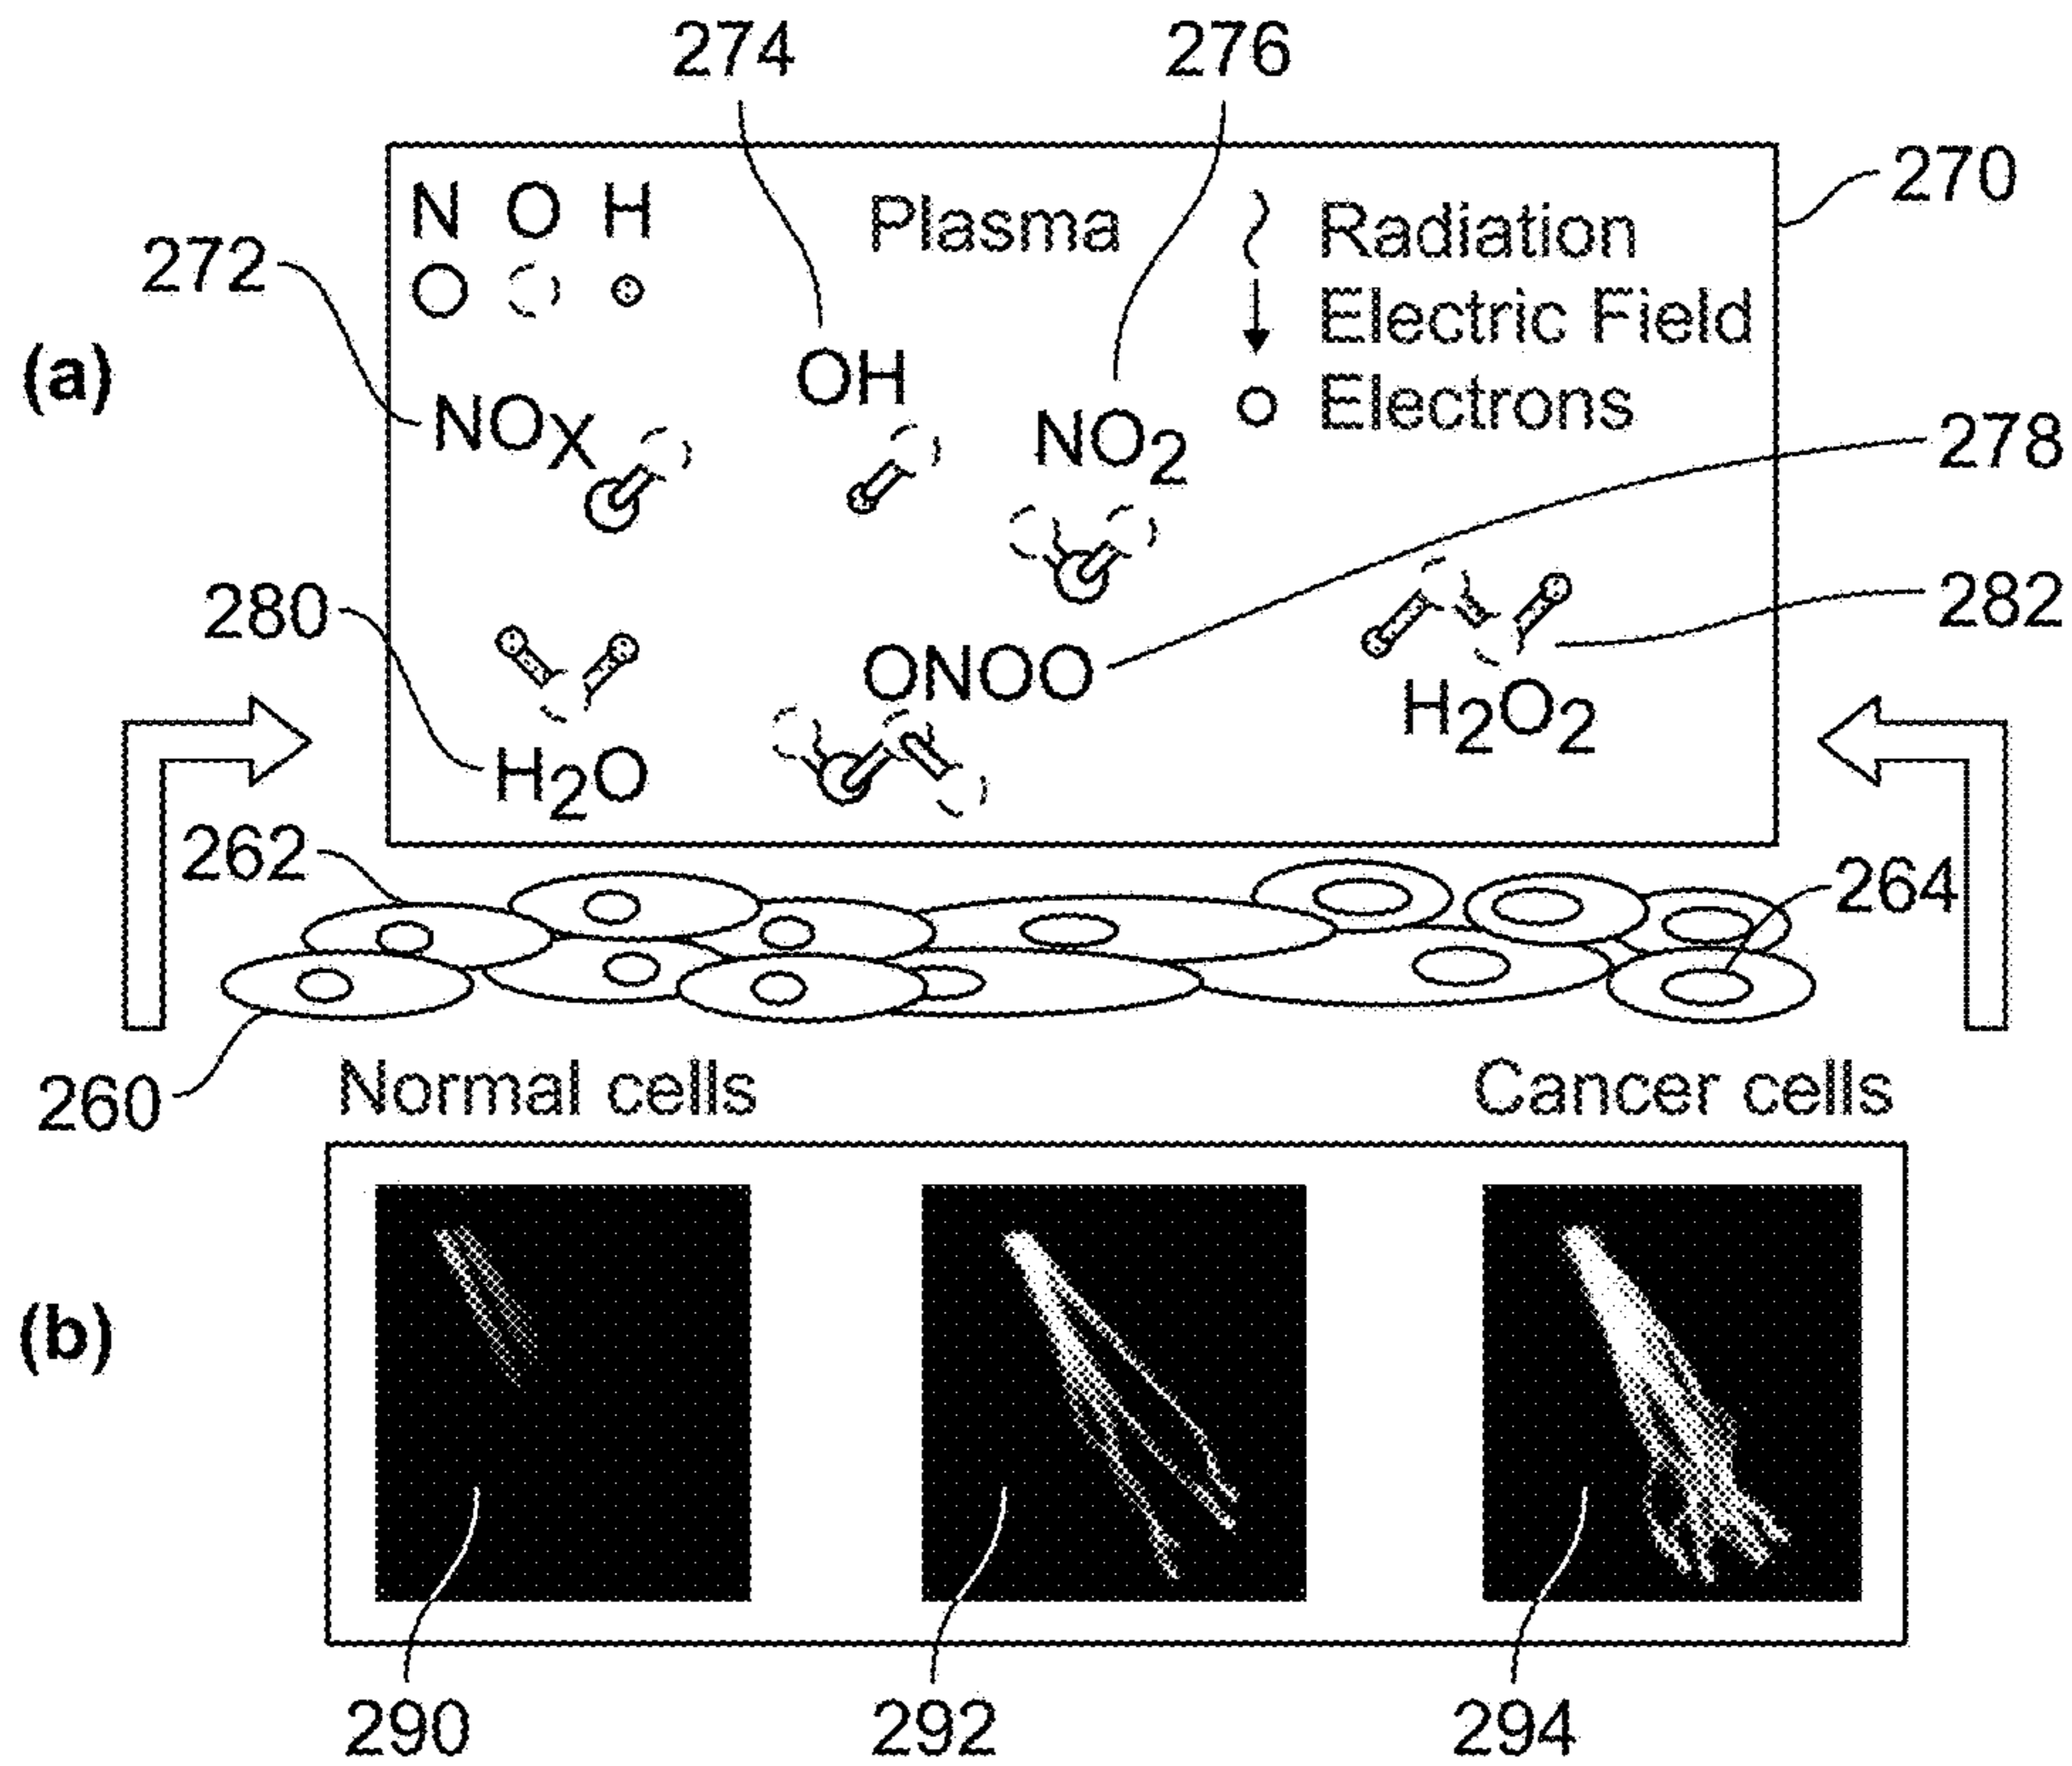 274 276
270
N O H Plasma Radiation
272
Electric Field
(a)
OH
Electrons
NOX
NO2
278
280
282
ONOO
H2O2
H2O
262
264
260
Normal cells Cancer cells
(b)
290 292 294